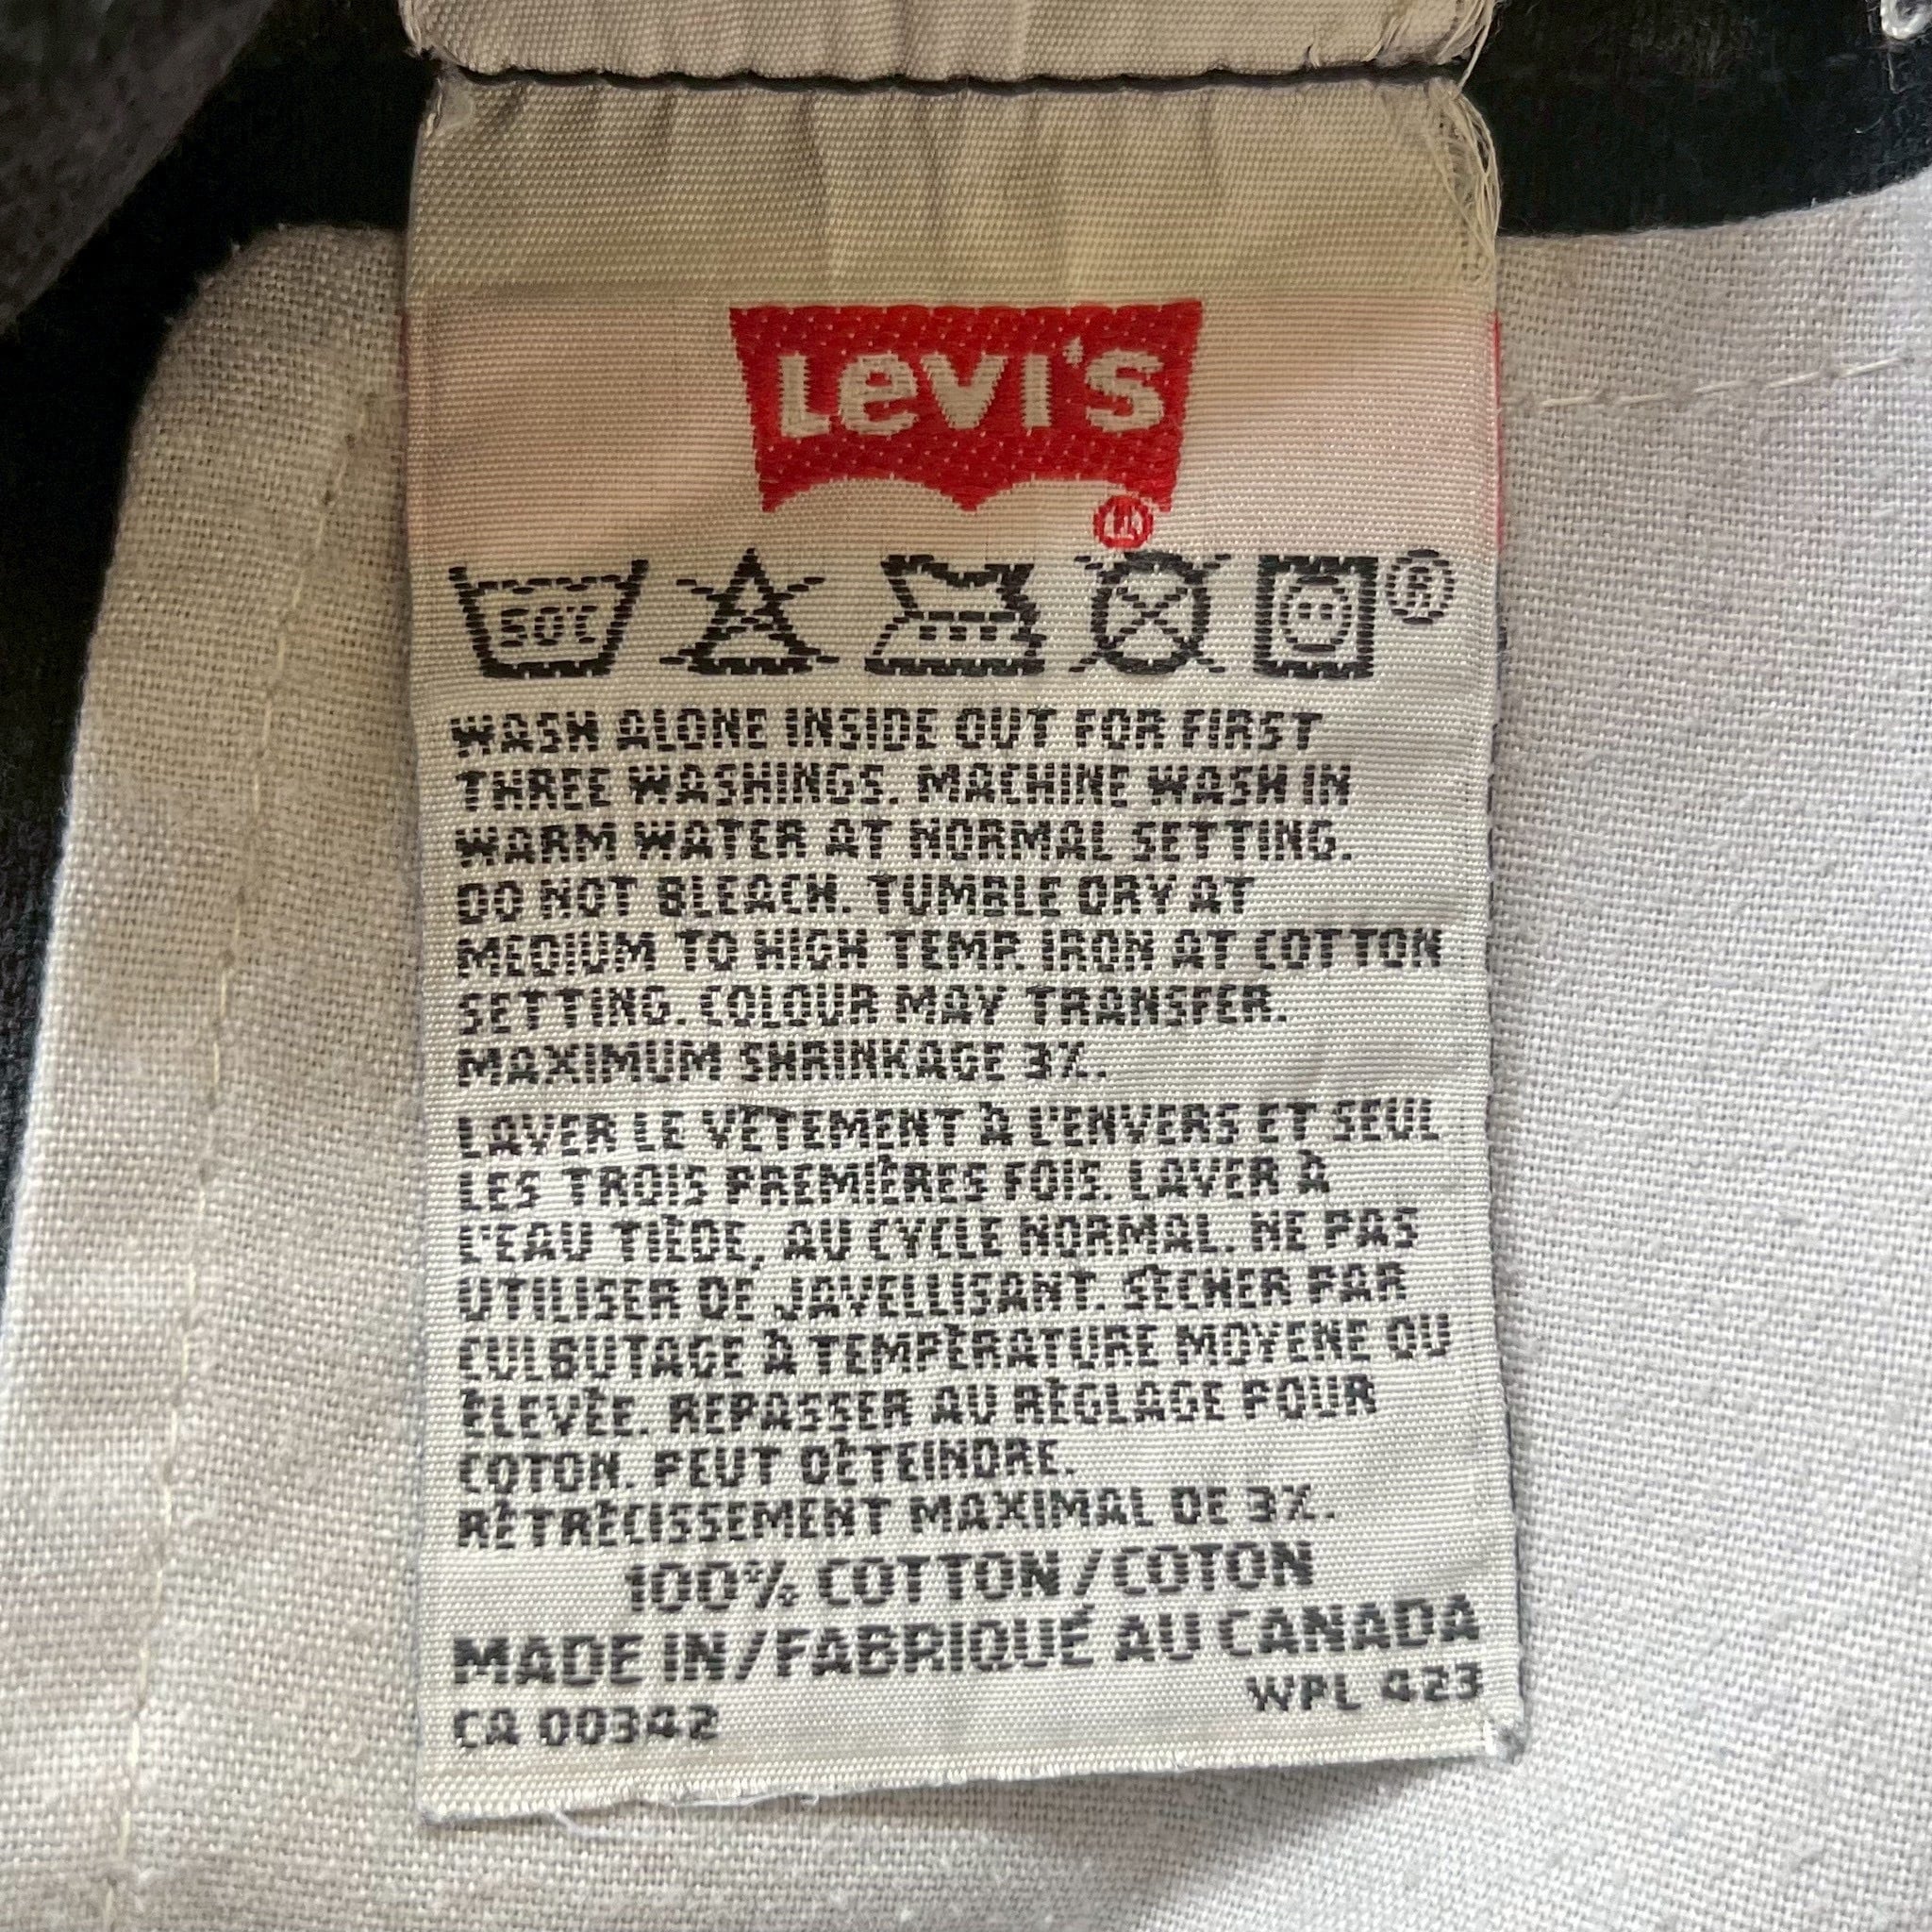 Levi's
®
50°C
®
WASH ALONE INSIDE OUT FOR FIRST
THREE WASHINGS. MACHINE WASH IN
WARM WATER AT NORMAL SETTING.
DO NOT BLEACH. TUMBLE DRY AT
MEDIUM TO HIGH TEMP. IRON AT COTTON
SETTING. COLOUR MAY TRANSFER.
MAXIMUM SHRINKAGE 3%.
LAVER LE VÊTEMENT À L'ENVERS ET SEUL
LES TROIS PREMIÈRES FOIS. LAVER À
L'EAU TIÈDE, AU CYCLE NORMAL. NE PAS
UTILISER DE JAVELLISANT. SÉCHER PAR
CULBUTAGE À TEMPÉRATURE MOYENE OU
ÉLEVÉE. REPASSER AU RÉGLAGE POUR
COTON. PEUT DÉTEINDRE.
RÉTRÉCISSEMENT MAXIMAL DE 3%.
100% COTTON/COTON
MADE IN/FABRIQUÉ AU CANADA
WPL 423
CA 00342